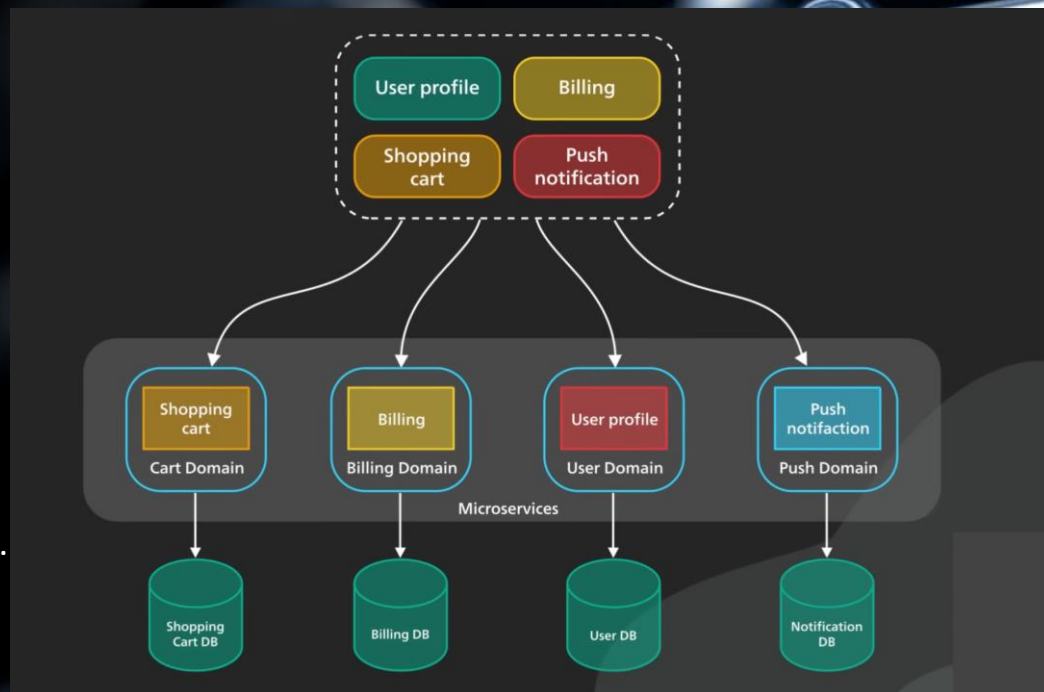 User profile
Billing
Shopping
cart
Push
notification
Shopping
cart
Billing
User profile
Push
notifaction
Cart Domain
Billing Domain
User Domain
Push Domain
Microservices
.
Shopping
Cart DB
Billing DB
User DB
Notification
DB